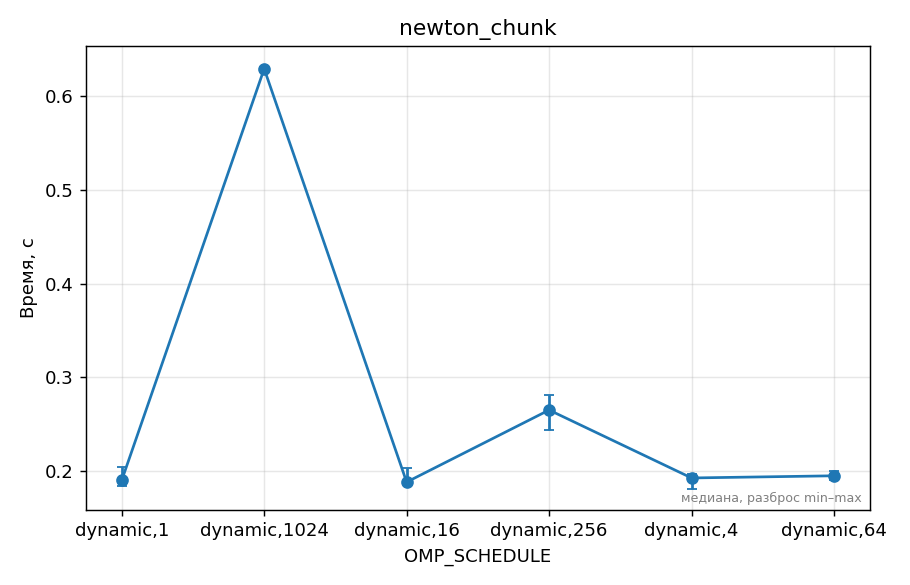 newton_chunk
Время, с
0.6
0.5
0.4
0.3
0.2
медиана, разброс min–max
dynamic,1 dynamic,1024 dynamic,16 dynamic,256 dynamic,4 dynamic,64
OMP_SCHEDULE